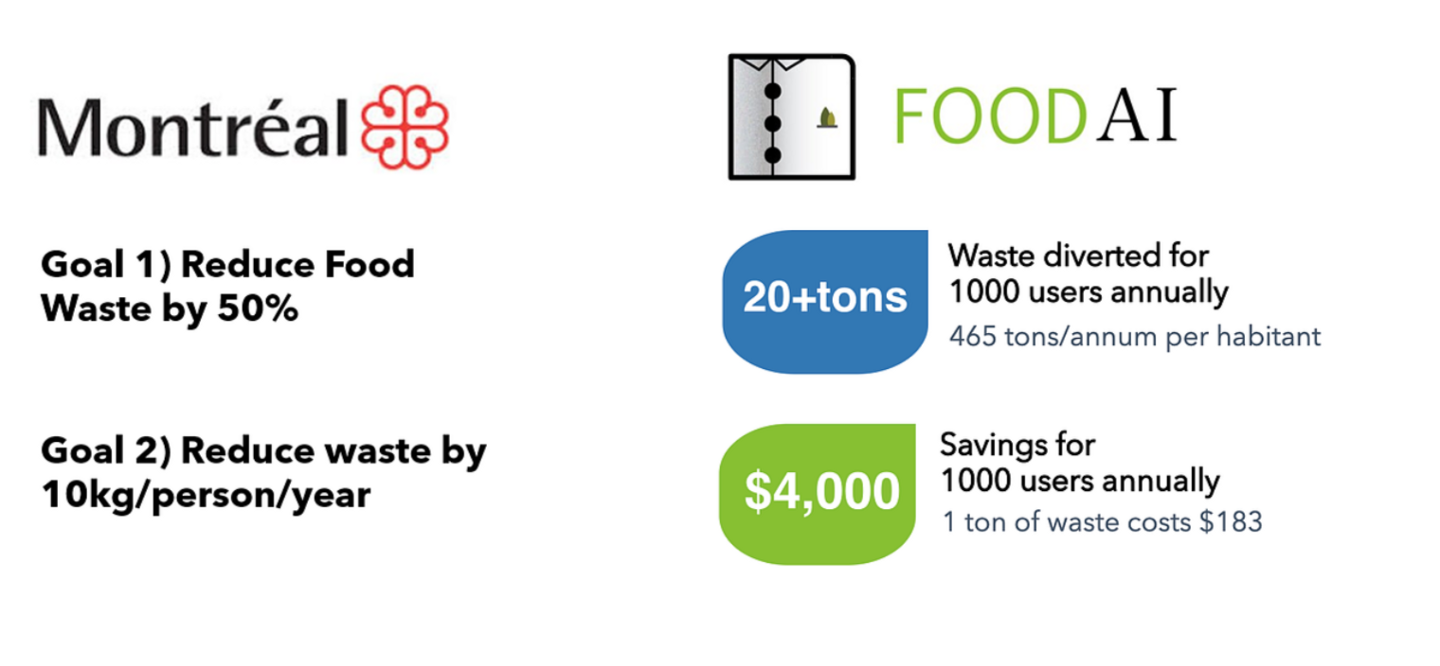 Montréal
FOODAI
Goal 1) Reduce Food
Waste by 50%
20+tons
Waste diverted for
1000 users annually
465 tons/annum per habitant
Goal 2) Reduce waste by
10kg/person/year
$4,000
Savings for
1000 users annually
1 ton of waste costs $183